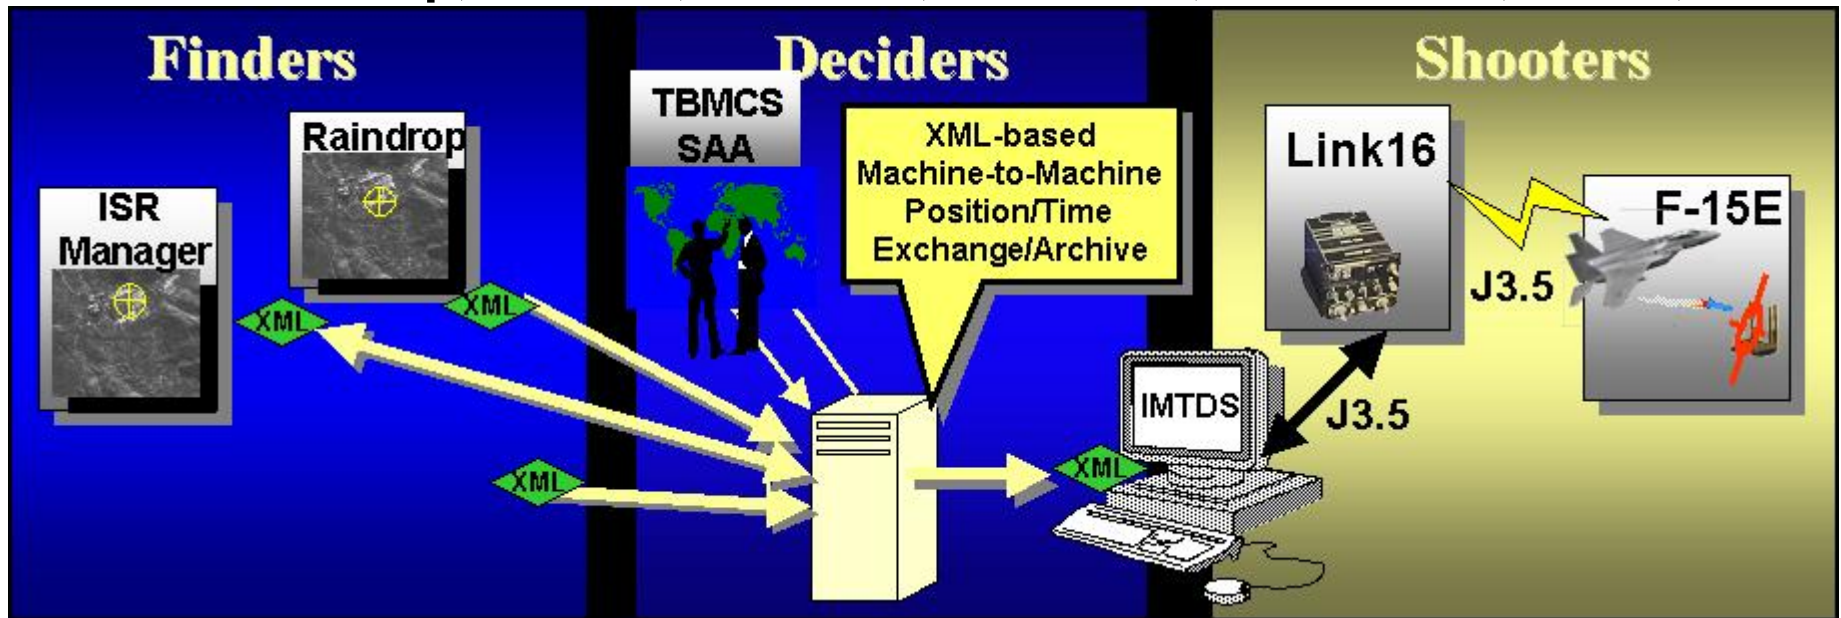 Finders
Deciders
Shooters
ISR
Manager
XML
Raindrop
XML
XML
TBMCS
SAA
XML-based
Machine-to-Machine
Position/Time
Exchange/Archive
XML
IMTDS
J3.5
Link16
J3.5
F-15E